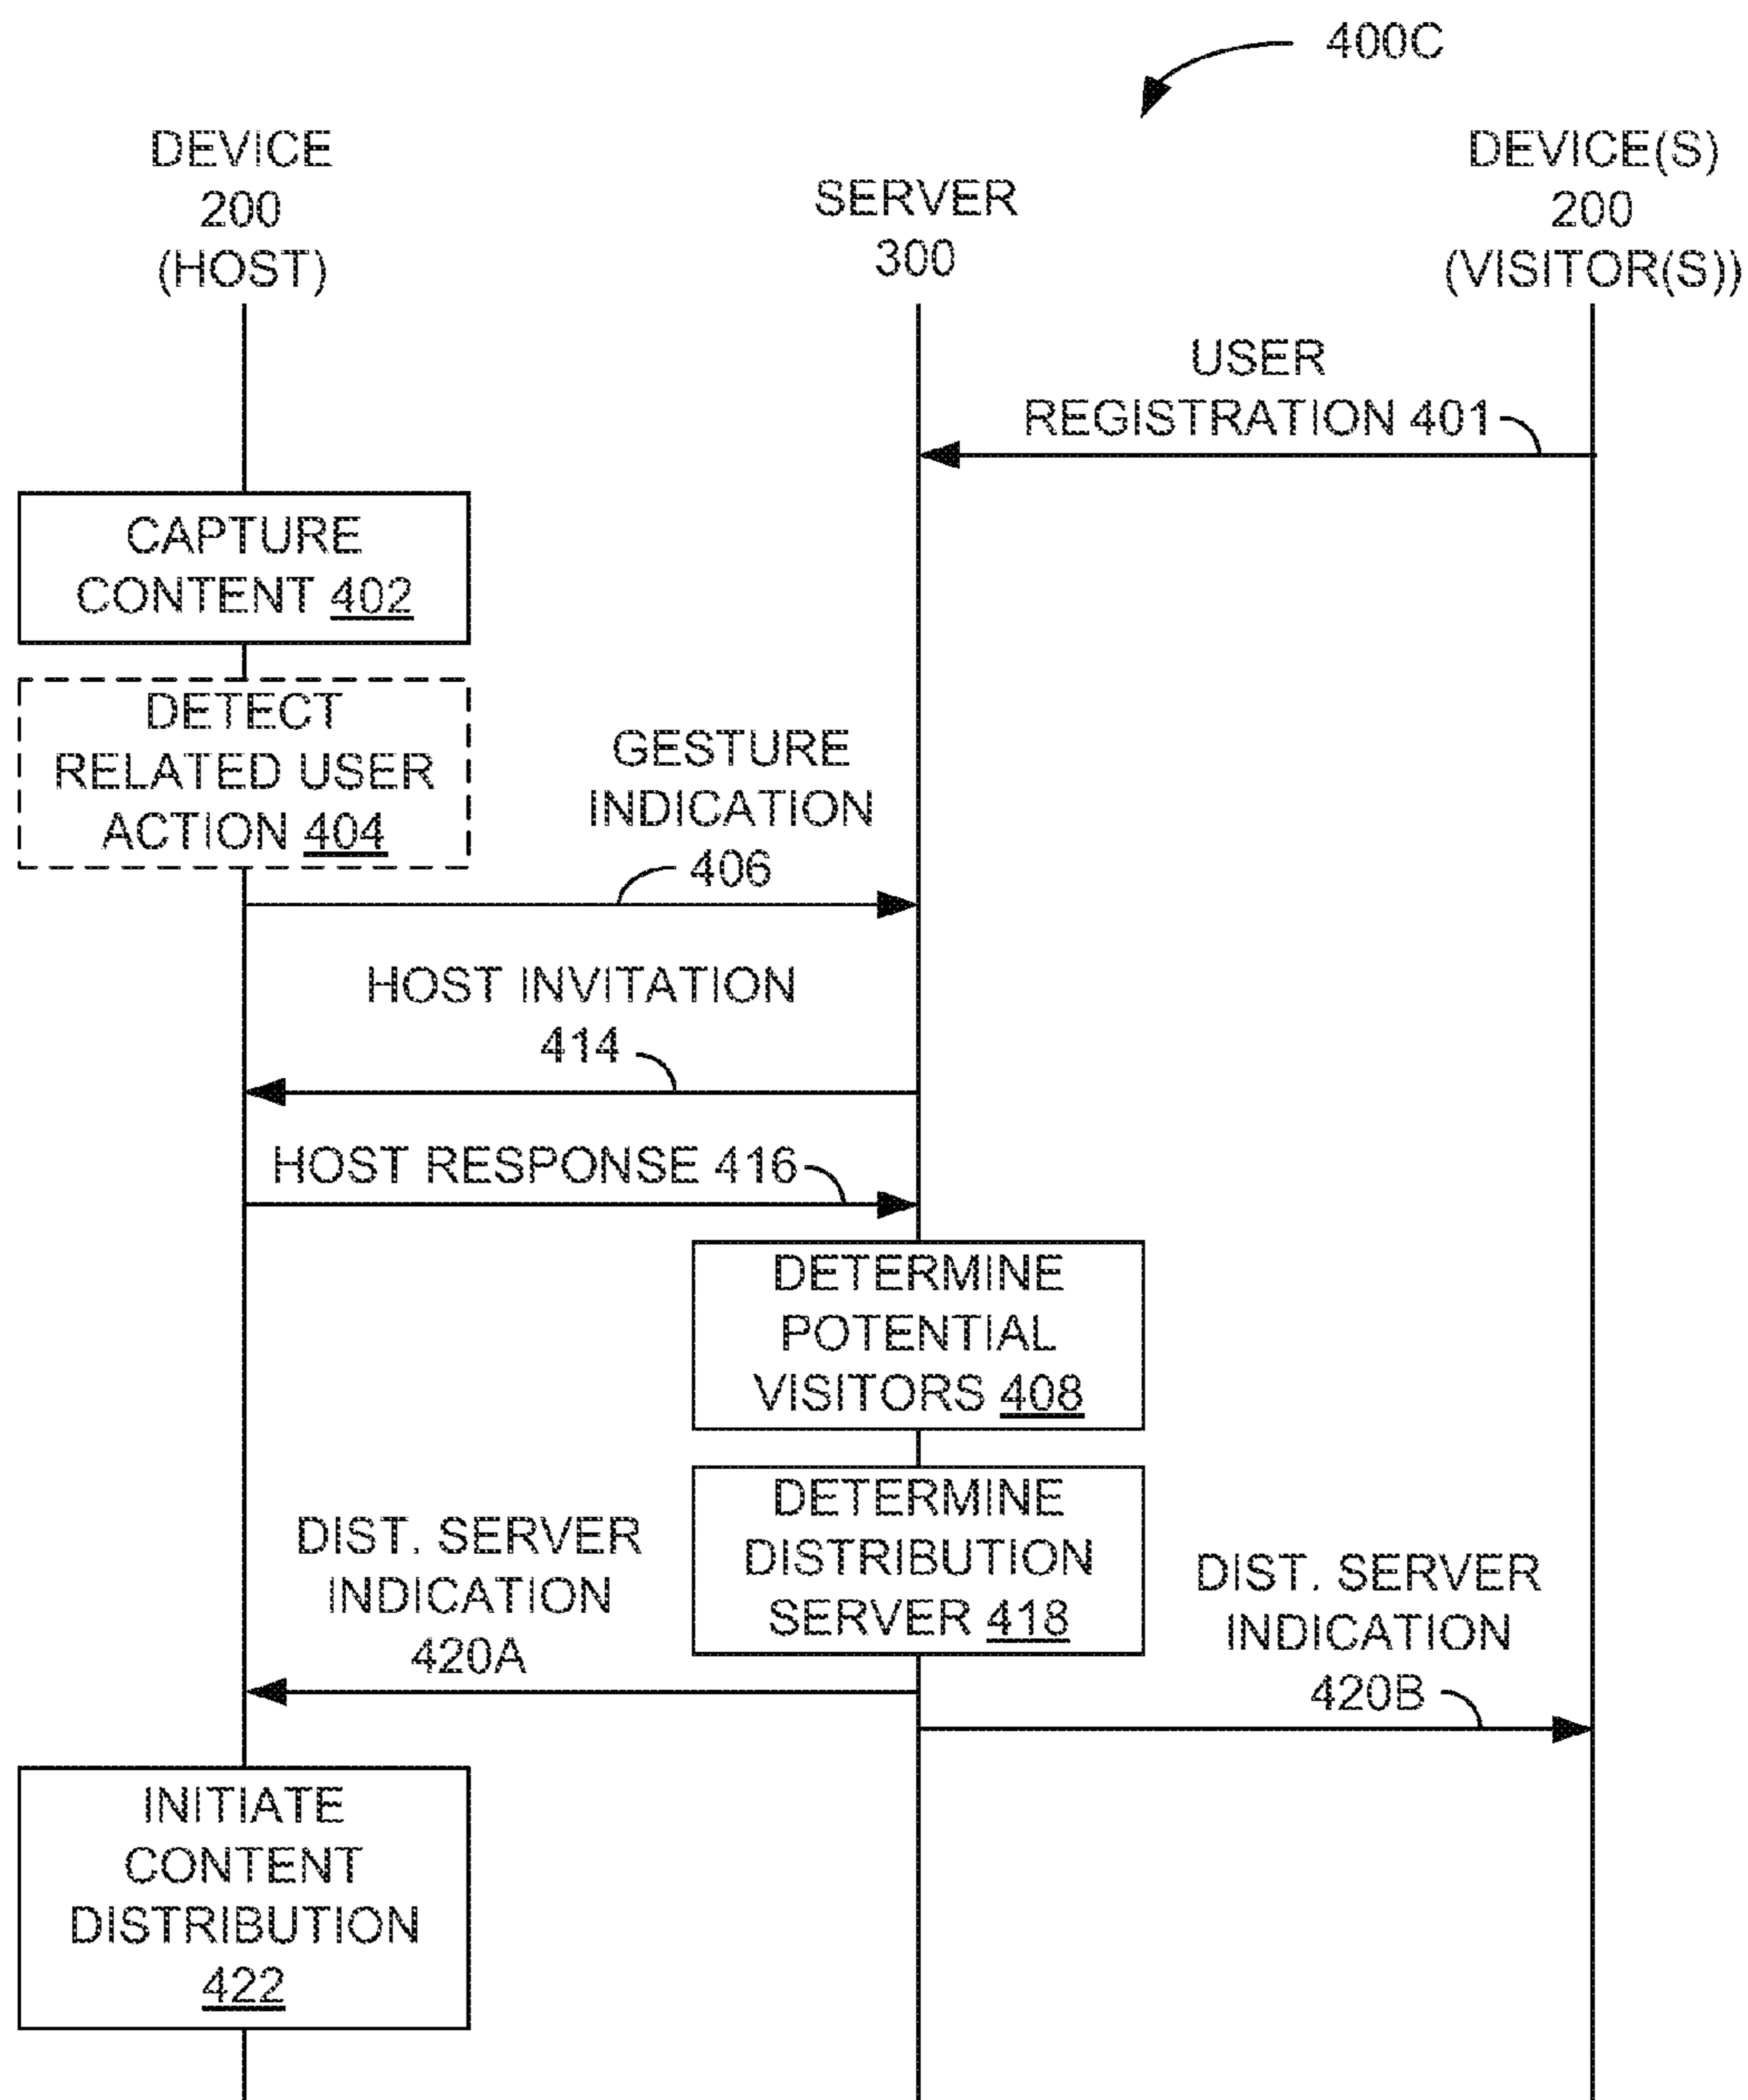 400C
DEVICE
200
(HOST)
SERVER
300
DEVICE(S)
200
(VISITOR(S))
USER
REGISTRATION 401
CAPTURE
CONTENT 402
DETECT
RELATED USER
ACTION 404
GESTURE
INDICATION
406
HOST INVITATION
414
HOST RESPONSE 416
DETERMINE
POTENTIAL
VISITORS 408
DETERMINE
DISTRIBUTION
SERVER 418
DIST. SERVER
INDICATION
420A
DIST. SERVER
INDICATION
420B
INITIATE
CONTENT
DISTRIBUTION
422